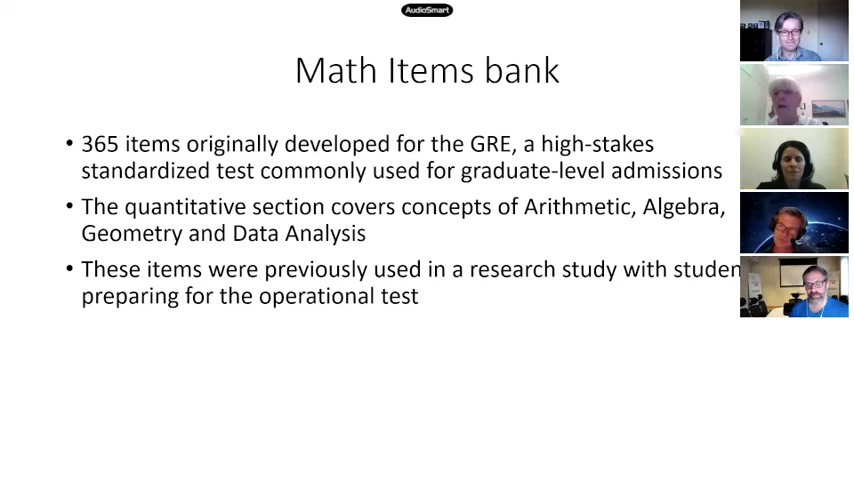 AudioSmart
Math Items bank
• 365 items originally developed for the GRE, a high-stakes
standardized test commonly used for graduate-level admissions
• The quantitative section covers concepts of Arithmetic, Algebra,
Geometry and Data Analysis
• These items were previously used in a research study with studen
preparing for the operational test